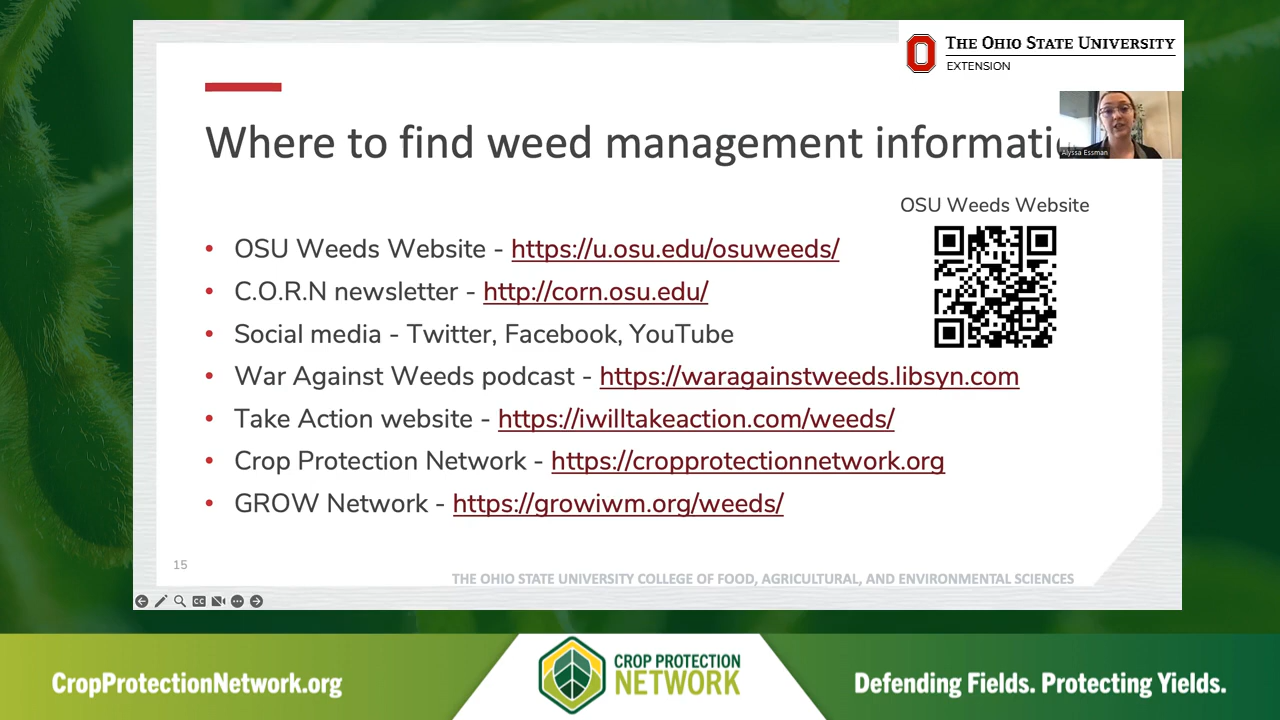 THE OHIO STATE UNIVERSITY
EXTENSION
Alyssa Essman
Where to find weed management informati
OSU Weeds Website
• OSU Weeds Website - https://u.osu.edu/osuweeds/
• C.O.R.N newsletter - http://corn.osu.edu/
• Social media - Twitter, Facebook, YouTube
• War Against Weeds podcast - https://waragainstweeds.libsyn.com
• Take Action website - https://iwilltakeaction.com/weeds/
• Crop Protection Network - https://cropprotectionnetwork.org
• GROW Network - https://growiwm.org/weeds/
15
THE OHIO STATE UNIVERSITY COLLEGE OF FOOD, AGRICULTURAL, AND ENVIRONMENTAL SCIENCES
CC
CropProtectionNetwork.org
CROP PROTECTION
NETWORK
Defending Fields. Protecting Yields.